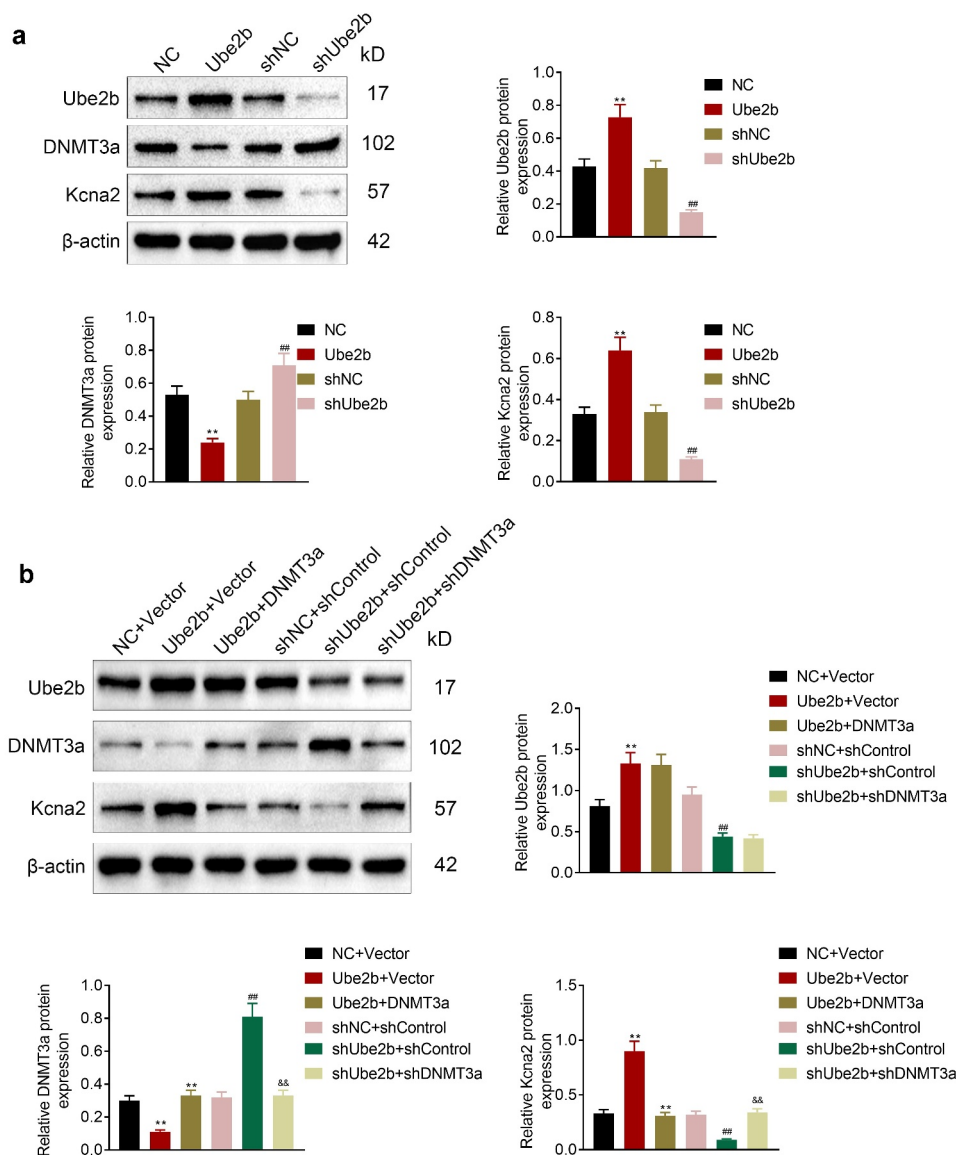 a
NC
Ube2b
shNC
shUbe2b
kD
Ube2b
17
DNMT3a
102
Kcna2
57
β-actin
42
Relative Ube2b protein
expression
1.0
0.8
0.6
0.4
0.2
0.0
**
##
NC
Ube2b
shNC
shUbe2b
Relative DNMT3a protein
expression
1.0
0.8
0.6
0.4
0.2
0.0
**
##
NC
Ube2b
shNC
shUbe2b
Relative Kcna2 protein
expression
0.8
0.6
0.4
0.2
0.0
**
##
NC
Ube2b
shNC
shUbe2b
b
NC+Vector
Ube2b+Vector
Ube2b+DNMT3a
shNC+shControl
shUbe2b+shControl
shUbe2b+shDNMT3a
kD
Ube2b
17
DNMT3a
102
Kcna2
57
β-actin
42
Relative Ube2b protein
expression
2.0
1.5
1.0
0.5
0.0
**
##
NC+Vector
Ube2b+Vector
Ube2b+DNMT3a
shNC+shControl
shUbe2b+shControl
shUbe2b+shDNMT3a
Relative DNMT3a protein
expression
1.0
0.8
0.6
0.4
0.2
0.0
**
**
##
&&
NC+Vector
Ube2b+Vector
Ube2b+DNMT3a
shNC+shControl
shUbe2b+shControl
shUbe2b+shDNMT3a
Relative Kcna2 protein
expression
1.5
1.0
0.5
0.0
**
**
##
&&
NC+Vector
Ube2b+Vector
Ube2b+DNMT3a
shNC+shControl
shUbe2b+shControl
shUbe2b+shDNMT3a